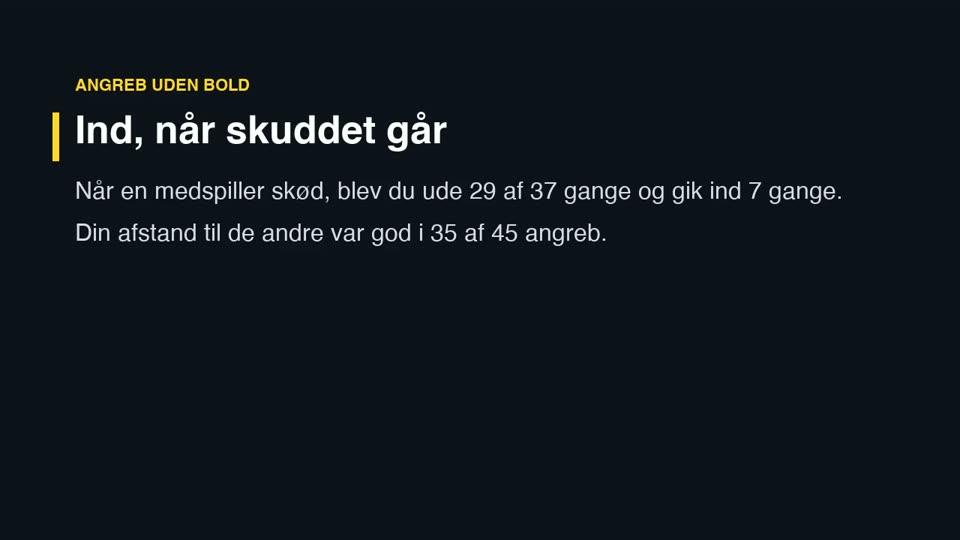 ANGREB UDEN BOLD
Ind, når skuddet går
Når en medspiller skød, blev du ude 29 af 37 gange og gik ind 7 gange.
Din afstand til de andre var god i 35 af 45 angreb.